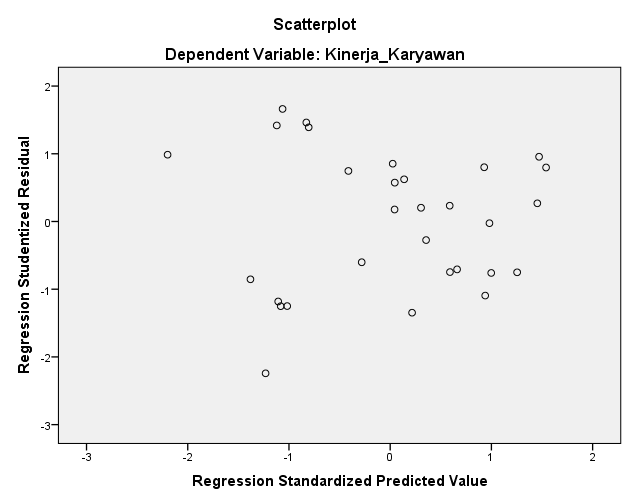 Scatterplot
Dependent Variable: Kinerja_Karyawan
Regression Studentized Residual
2
1
0
-1
-2
-3
-3 -2 -1 0 1 2
Regression Standardized Predicted Value